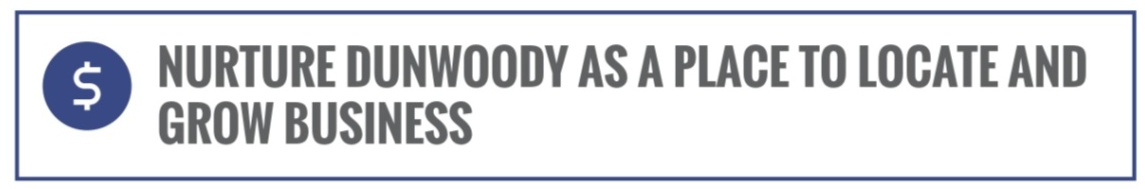 $
NURTURE DUNWOODY AS A PLACE TO LOCATE AND
GROW BUSINESS